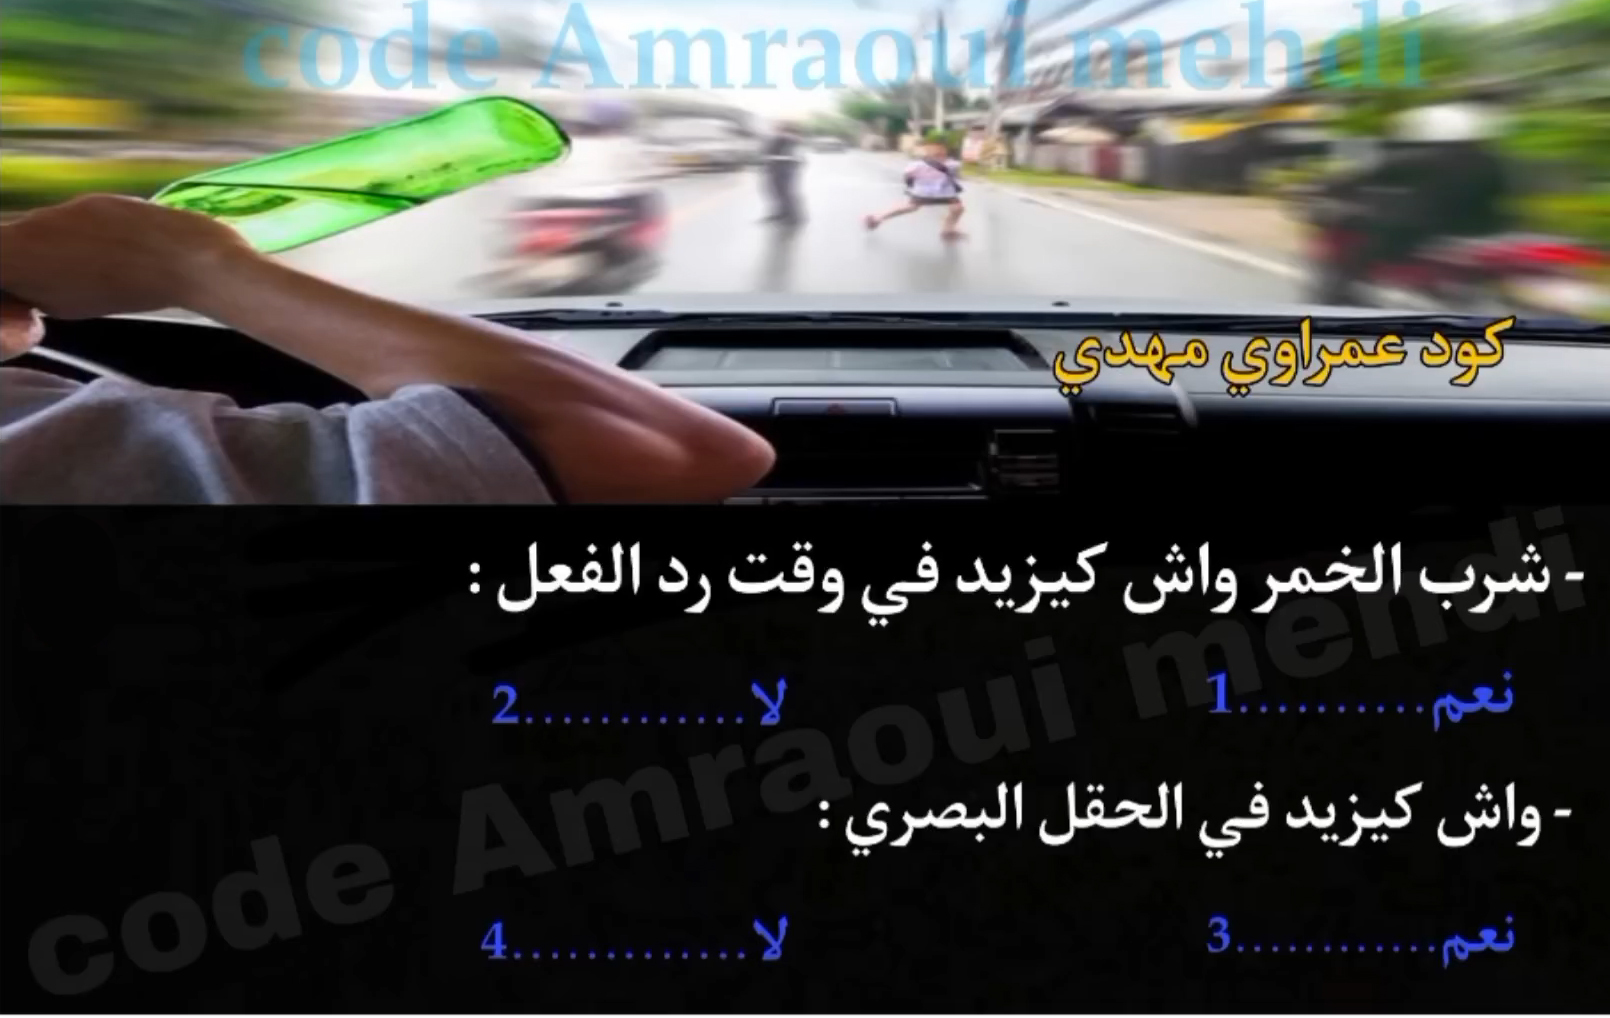 code Amraoui mehdi
كود عمراوي مهدي
- شرب الخمر واش كيزيد في وقت رد الفعل :
نعم..........1 لا............2
- واش كيزيد في الحقل البصري :
نعم............3 لا.............4
code Amraoui mehdi